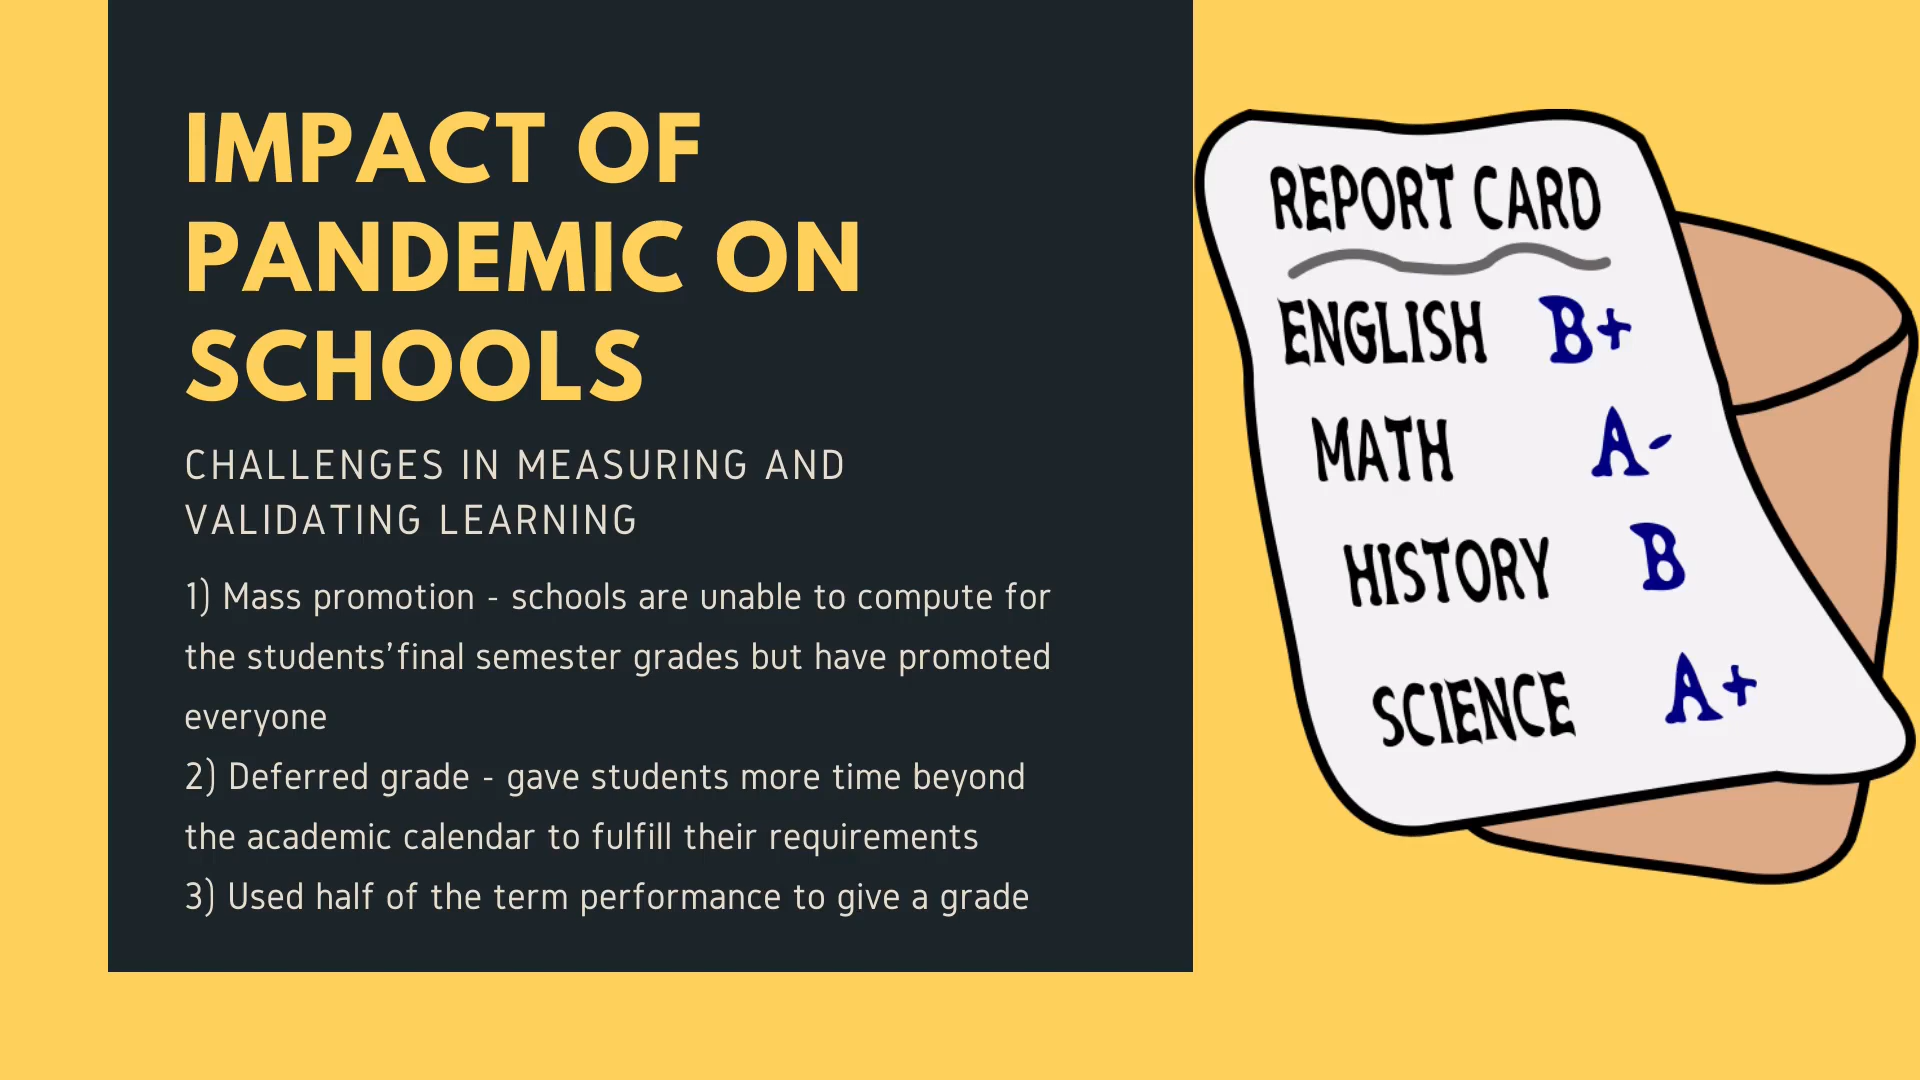 IMPACT OF
PANDEMIC ON
SCHOOLS
CHALLENGES IN MEASURING AND
VALIDATING LEARNING
1) Mass promotion - schools are unable to compute for
the students’final semester grades but have promoted
everyone
2) Deferred grade - gave students more time beyond
the academic calendar to fulfill their requirements
3) Used half of the term performance to give a grade
REPORT CARD
ENGLISH B+
MATH A-
HISTORY B
SCIENCE A+